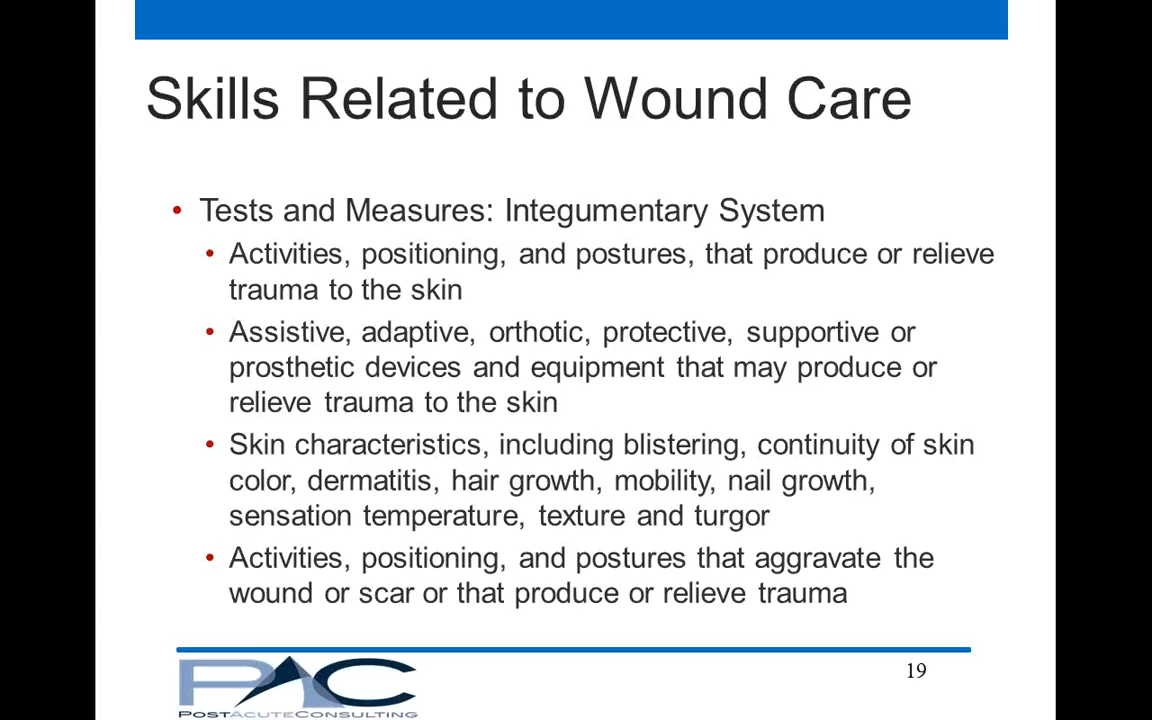 Skills Related to Wound Care
• Tests and Measures: Integumentary System
• Activities, positioning, and postures, that produce or relieve
trauma to the skin
• Assistive, adaptive, orthotic, protective, supportive or
prosthetic devices and equipment that may produce or
relieve trauma to the skin
• Skin characteristics, including blistering, continuity of skin
color, dermatitis, hair growth, mobility, nail growth,
sensation temperature, texture and turgor
• Activities, positioning, and postures that aggravate the
wound or scar or that produce or relieve trauma
PAC
POSTACUTECONSULTING
19